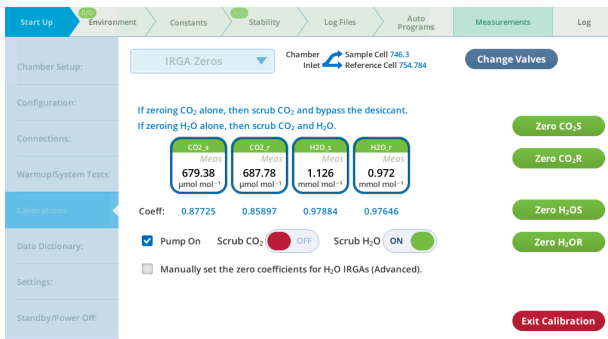 Start Up
(0/0)
Environment
Constants
Stability
Log Files
Auto
Programs
Measurements
Log
Chamber Setup:
Configuration:
Connections:
Warmup/System Tests:
Calibrations:
Data Dictionary:
Settings:
Standby/Power Off:
IRGA Zeros
Chamber Sample Cell 746.3
Inlet Reference Cell 754.784
Change Valves
If zeroing CO₂ alone, then scrub CO₂ and bypass the desiccant.
If zeroing H₂O alone, then scrub CO₂ and H₂O.
CO2_s CO2_r H2O_s H2O_r
Meas Meas Meas Meas
679.38 687.78 1.126 0.972
µmol mol⁻¹ µmol mol⁻¹ mmol mol⁻¹ mmol mol⁻¹
Coeff: 0.87725 0.85897 0.97884 0.97646
Pump On Scrub CO₂ OFF Scrub H₂O ON
Manually set the zero coefficients for H₂O IRGAs (Advanced).
Zero CO₂S
Zero CO₂R
Zero H₂OS
Zero H₂OR
Exit Calibration